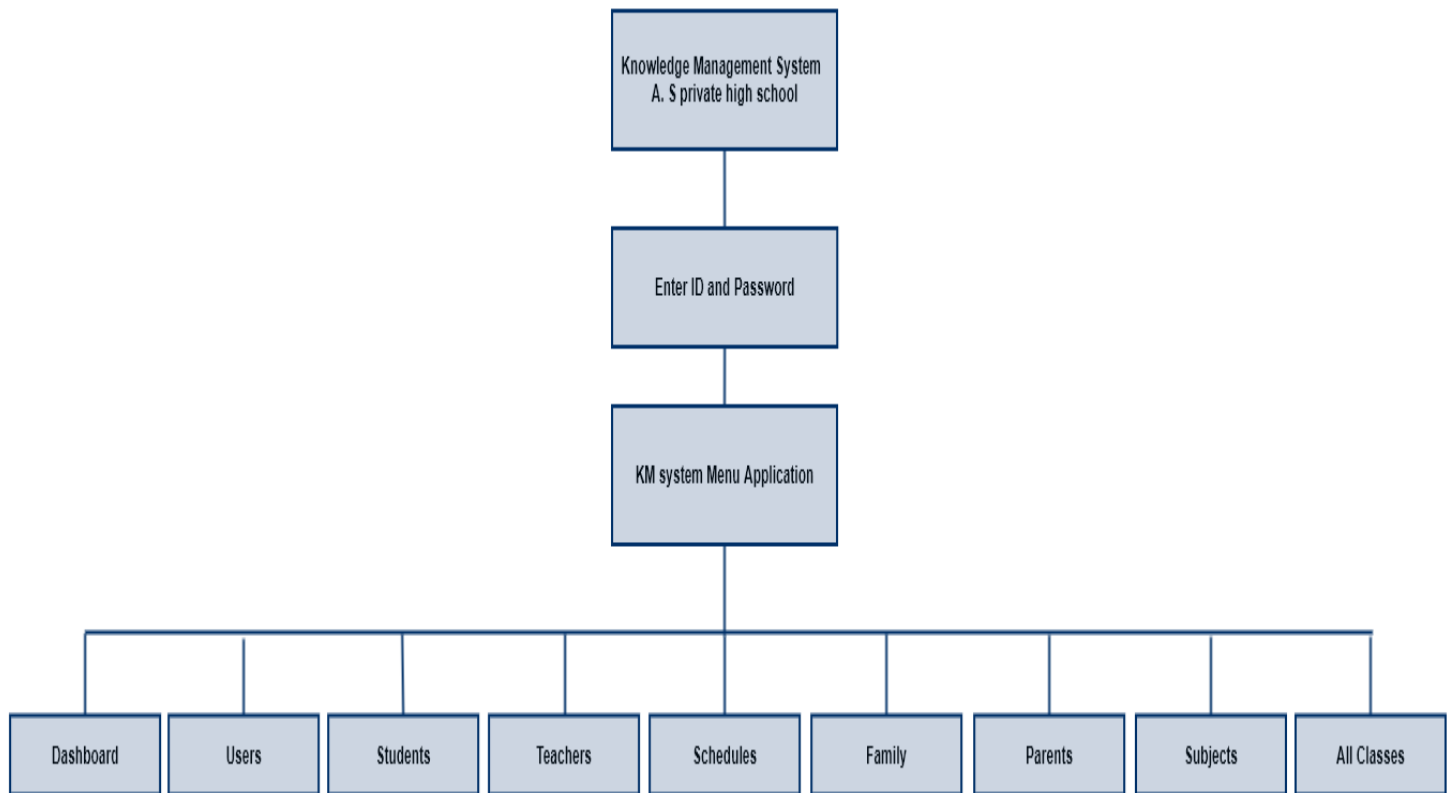 Knowledge Management System
A. S private high school
Enter ID and Password
KM system Menu Application
Dashboard
Users
Students
Teachers
Schedules
Family
Parents
Subjects
All Classes